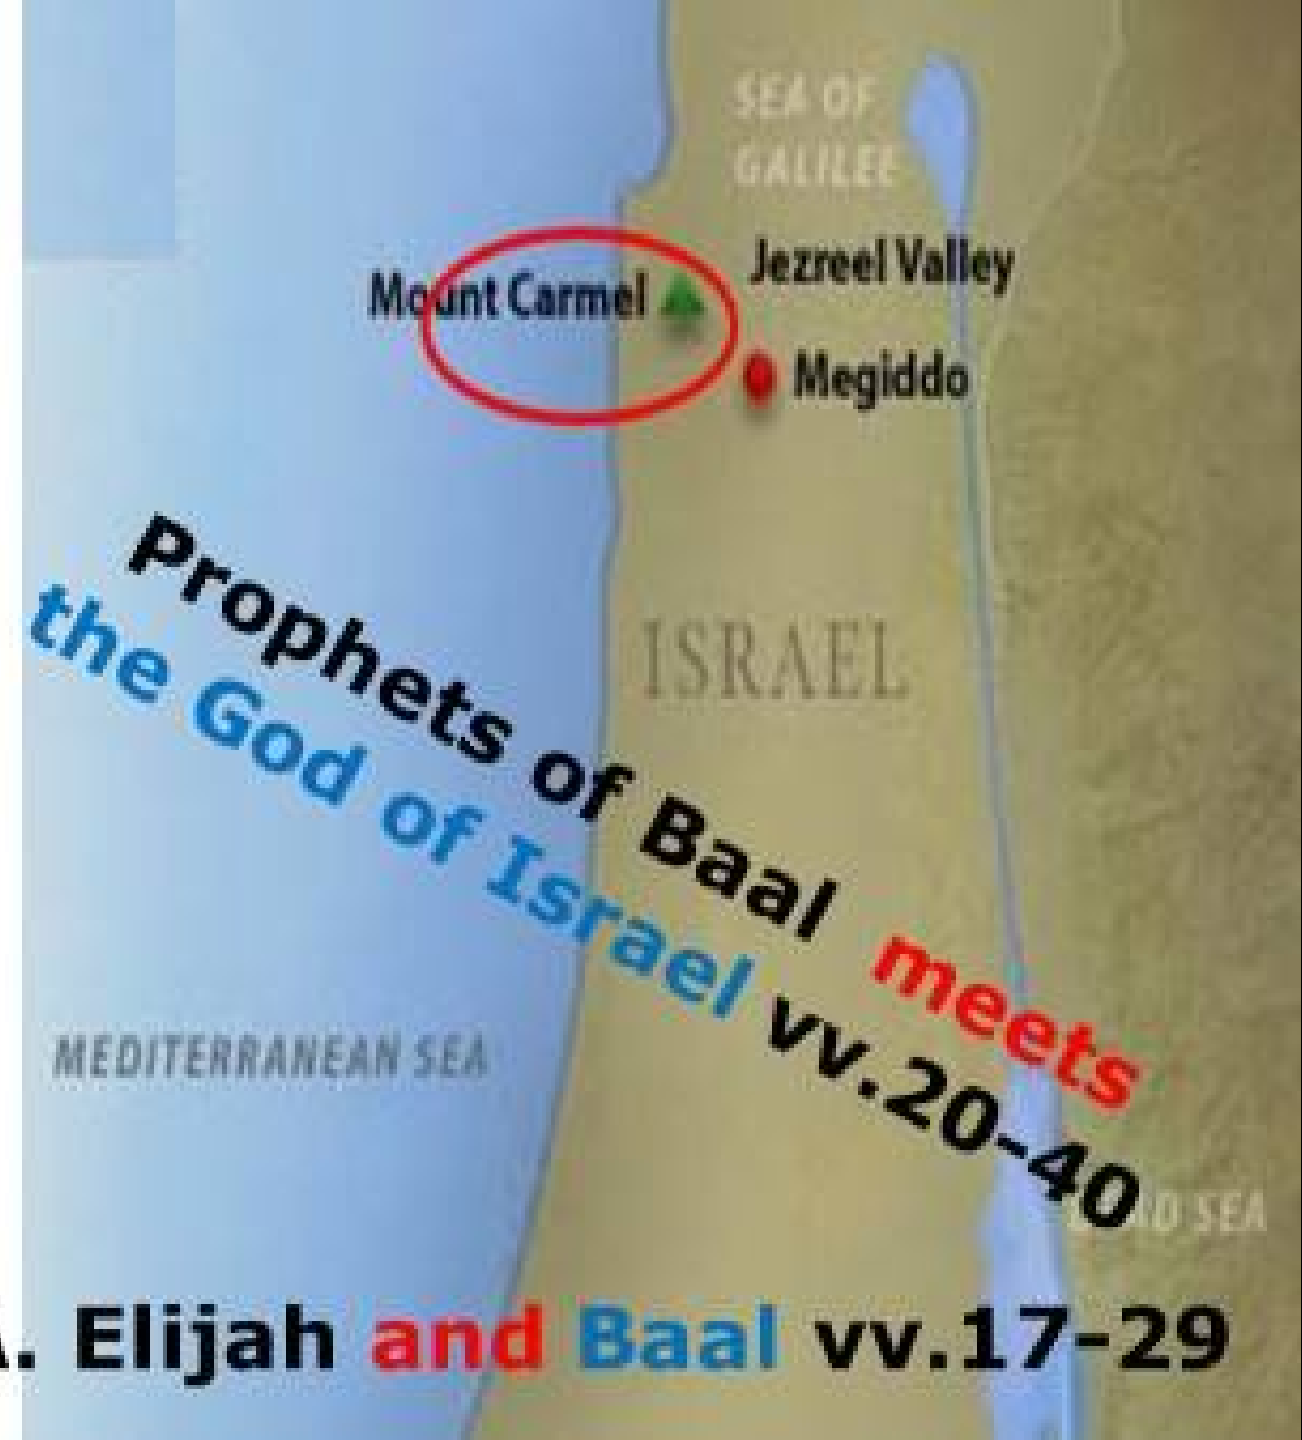 SEA OF
GALILEE
Jezreel Valley
Mount Carmel
Megiddo
ISRAEL
Prophets of Baal meets
the God of Israel vv.20-40
MEDITERRANEAN SEA
SEA
. Elijah and Baal vv.17-29